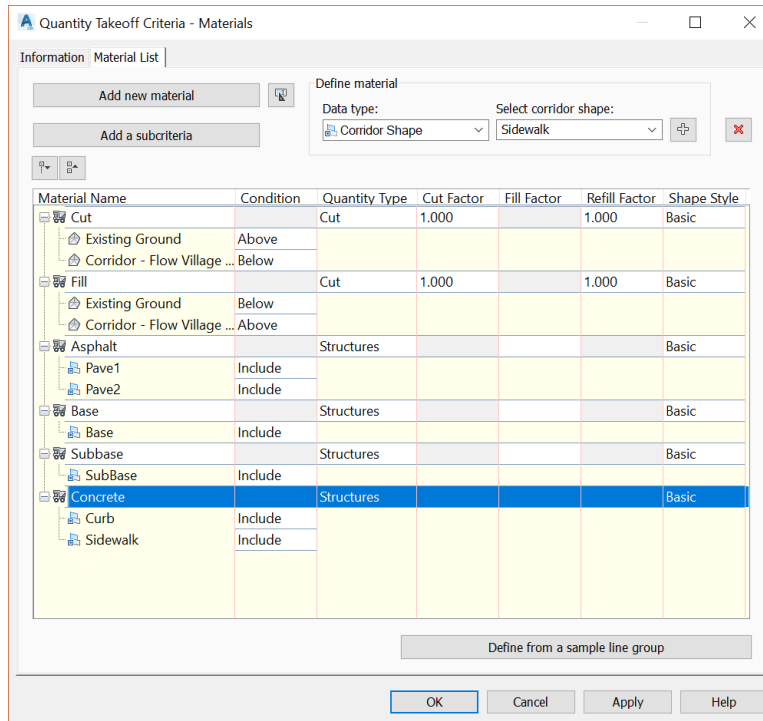 Quantity Takeoff Criteria - Materials
Information Material List
Define material
Add new material
Data type: Select corridor shape:
Corridor Shape Sidewalk
Add a subcriteria
Material Name Condition Quantity Type Cut Factor Fill Factor Refill Factor Shape Style
Cut Cut 1.000 1.000 Basic
Existing Ground Above
Corridor - Flow Village ... Below
Fill Cut 1.000 1.000 Basic
Existing Ground Below
Corridor - Flow Village ... Above
Asphalt Structures Basic
Pave1 Include
Pave2 Include
Base Structures Basic
Base Include
Subbase Structures Basic
SubBase Include
Concrete Structures Basic
Curb Include
Sidewalk Include
Define from a sample line group
OK Cancel Apply Help